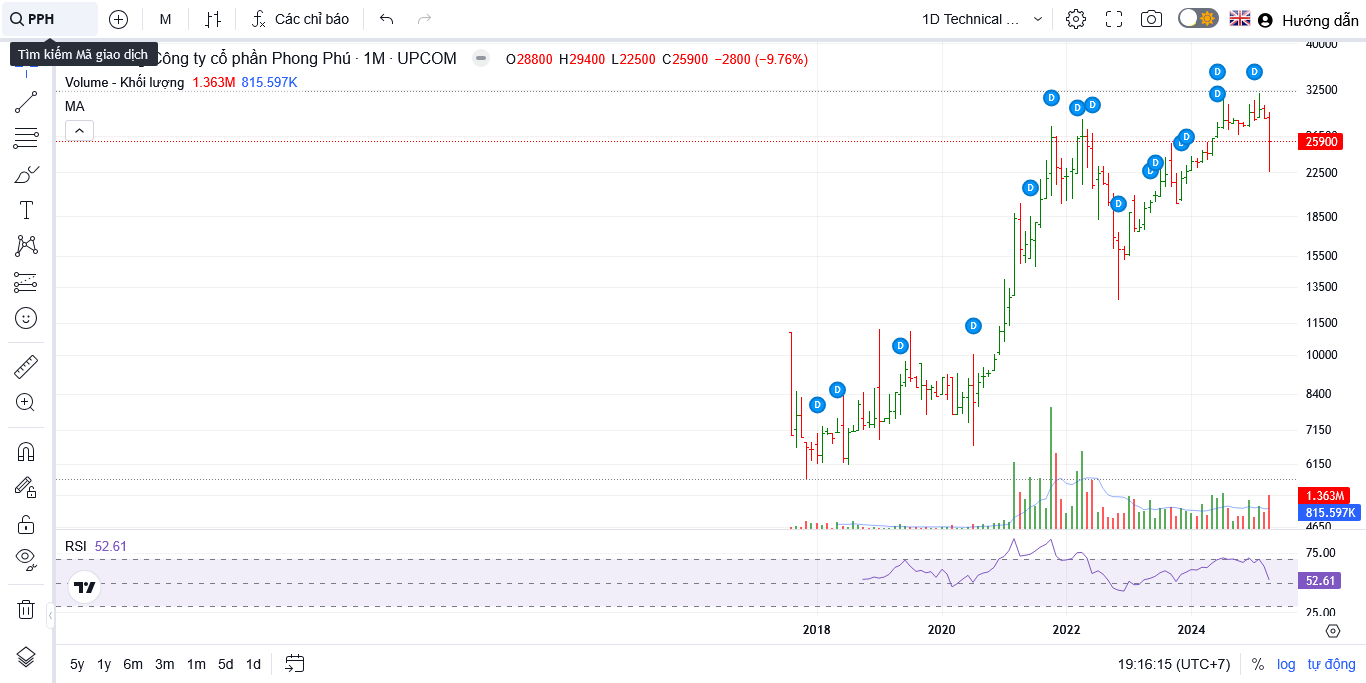 PPH
M
Các chỉ báo
1D Technical ...
Hướng dẫn
Tìm kiếm Mã giao dịch
Công ty cổ phần Phong Phú · 1M · UPCOM
O28800 H29400 L22500 C25900 −2800 (−9.76%)
Volume - Khối lượng 1.363M 815.597K
MA
40000
32500
25900
22500
18500
15500
13500
11500
10000
8400
7150
6150
1.363M
815.597K
4650
D D
D D D D
D D D
D D D
D
D
D
D
D
RSI 52.61
75.00
52.61
25.00
2018 2020 2022 2024
5y 1y 6m 3m 1m 5d 1d
19:16:15 (UTC+7) % log tự động